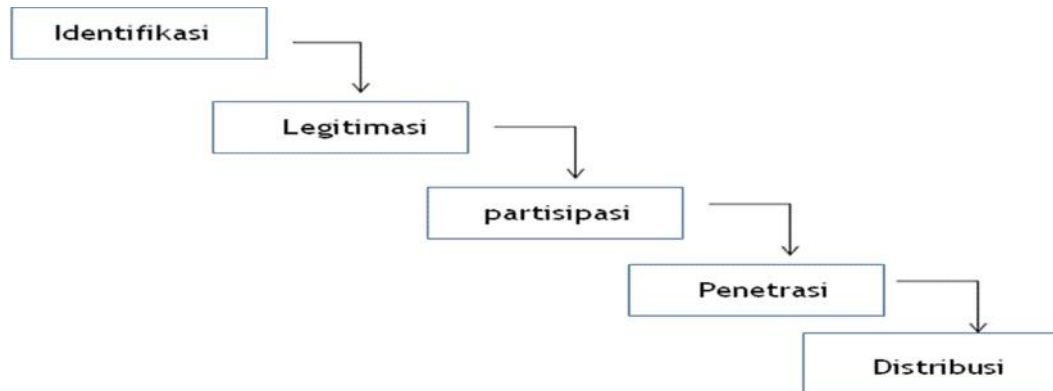 Identifikasi
Legitimasi
partisipasi
Penetrasi
Distribusi